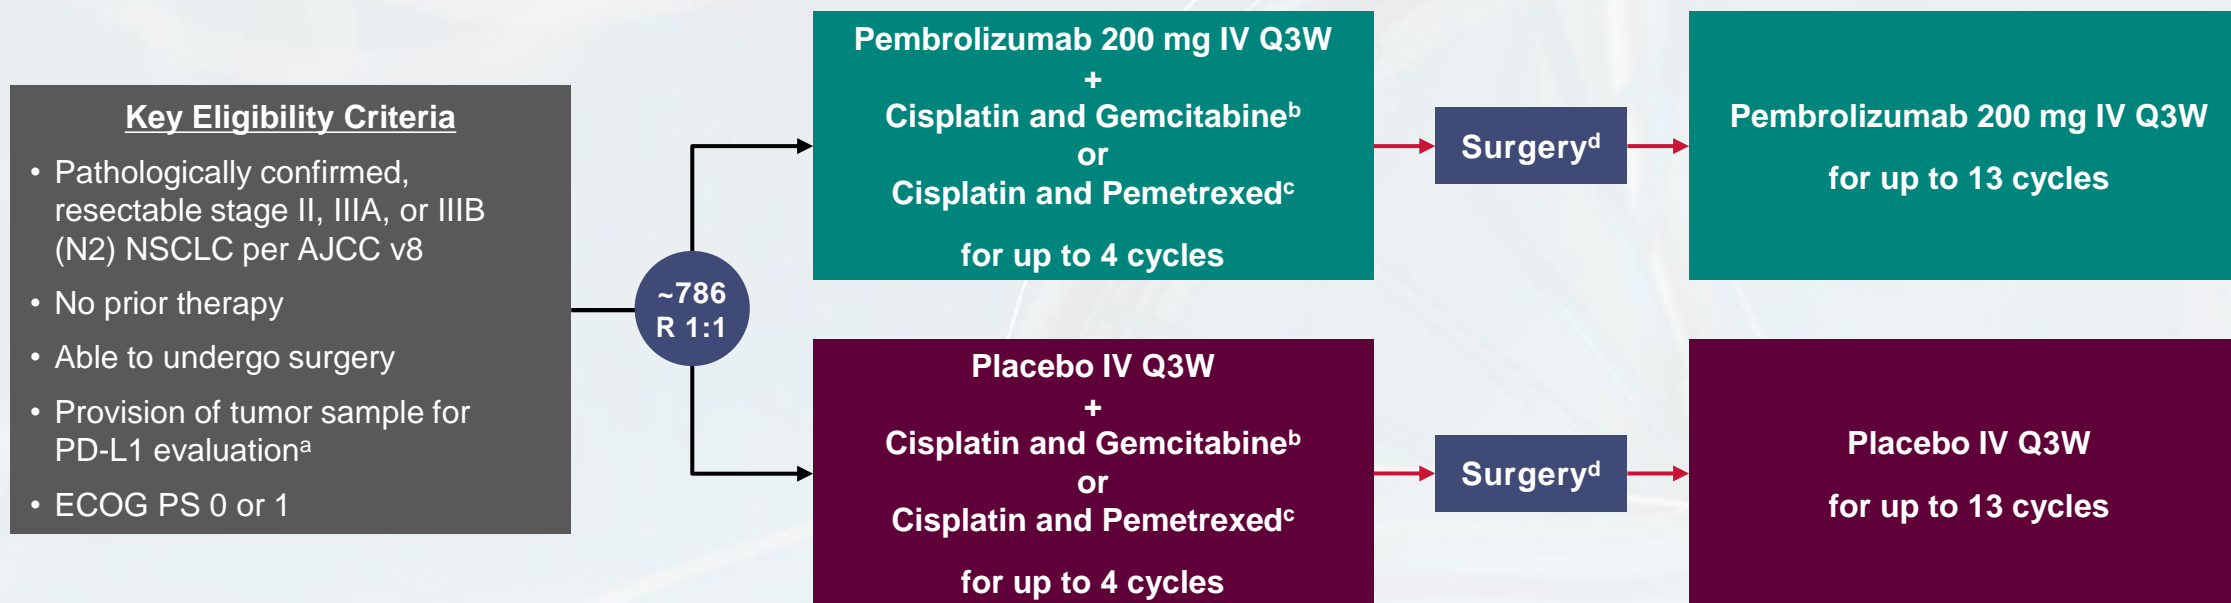 Key Eligibility Criteria
• Pathologically confirmed,
resectable stage II, IIIA, or IIIB
(N2) NSCLC per AJCC v8
• No prior therapy
• Able to undergo surgery
• Provision of tumor sample for
PD-L1 evaluationᵃ
• ECOG PS 0 or 1
~786
R 1:1
Pembrolizumab 200 mg IV Q3W
+
Cisplatin and Gemcitabineᵇ
or
Cisplatin and Pemetrexedᶜ
for up to 4 cycles
Surgeryᵈ
Pembrolizumab 200 mg IV Q3W
for up to 13 cycles
Placebo IV Q3W
+
Cisplatin and Gemcitabineᵇ
or
Cisplatin and Pemetrexedᶜ
for up to 4 cycles
Surgeryᵈ
Placebo IV Q3W
for up to 13 cycles